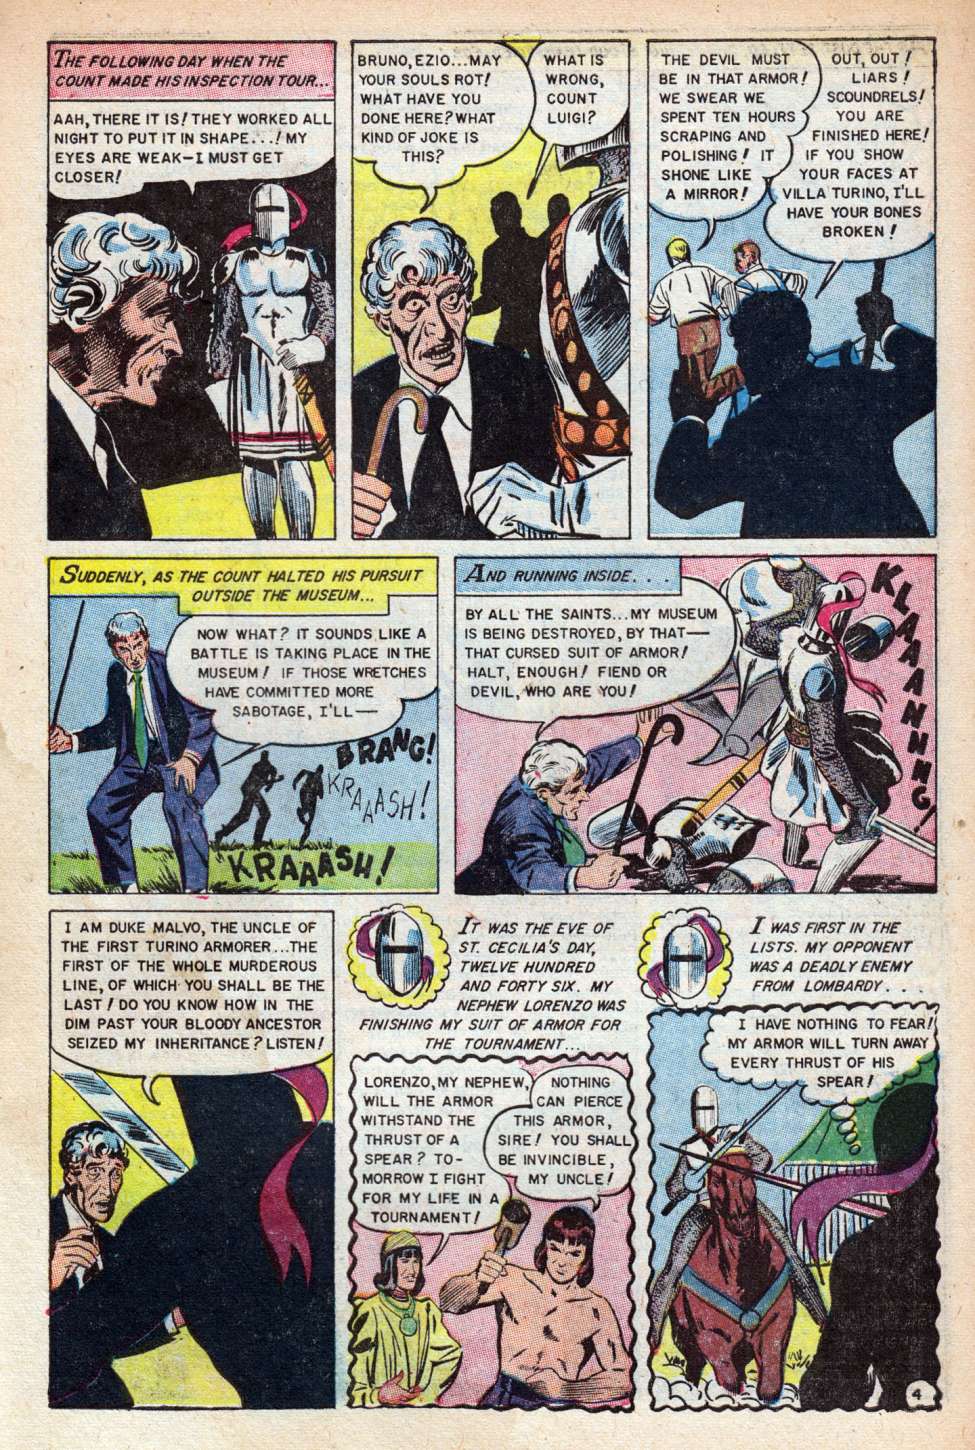 THE FOLLOWING DAY WHEN THE
COUNT MADE HIS INSPECTION TOUR...
AAH, THERE IT IS! THEY WORKED ALL
NIGHT TO PUT IT IN SHAPE...! MY
EYES ARE WEAK—I MUST GET
CLOSER!
BRUNO, EZIO...MAY
YOUR SOULS ROT!
WHAT HAVE YOU
DONE HERE? WHAT
KIND OF JOKE IS
THIS?
WHAT IS
WRONG,
COUNT
LUIGI?
THE DEVIL MUST
BE IN THAT ARMOR!
WE SWEAR WE
SPENT TEN HOURS
SCRAPING AND
POLISHING! IT
SHONE LIKE
A MIRROR!
OUT, OUT!
LIARS!
SCOUNDRELS!
YOU ARE
FINISHED HERE!
IF YOU SHOW
YOUR FACES AT
VILLA TURINO, I'LL
HAVE YOUR BONES
BROKEN!
SUDDENLY, AS THE COUNT HALTED HIS PURSUIT
OUTSIDE THE MUSEUM...
NOW WHAT? IT SOUNDS LIKE A
BATTLE IS TAKING PLACE IN THE
MUSEUM! IF THOSE WRETCHES
HAVE COMMITTED MORE
SABOTAGE, I'LL—
BRANG!
KRAAASH!
KRAAASH!
AND RUNNING INSIDE....
BY ALL THE SAINTS...MY MUSEUM
IS BEING DESTROYED, BY THAT—
THAT CURSED SUIT OF ARMOR!
HALT, ENOUGH! FIEND OR
DEVIL, WHO ARE YOU!
KLAANNNG!
I AM DUKE MALVO, THE UNCLE OF
THE FIRST TURINO ARMORER...THE
FIRST OF THE WHOLE MURDEROUS
LINE, OF WHICH YOU SHALL BE THE
LAST! DO YOU KNOW HOW IN THE
DIM PAST YOUR BLOODY ANCESTOR
SEIZED MY INHERITANCE? LISTEN!
IT WAS THE EVE OF
ST. CECILIA'S DAY,
TWELVE HUNDRED
AND FORTY SIX. MY
NEPHEW LORENZO WAS
FINISHING MY SUIT OF ARMOR FOR
THE TOURNAMENT...
LORENZO, MY NEPHEW,
WILL THE ARMOR
WITHSTAND THE
THRUST OF A
SPEAR? TO-
MORROW I FIGHT
FOR MY LIFE IN A
TOURNAMENT!
NOTHING
CAN PIERCE
THIS ARMOR,
SIRE! YOU SHALL
BE INVINCIBLE,
MY UNCLE!
I WAS FIRST IN THE
LISTS. MY OPPONENT
WAS A DEADLY ENEMY
FROM LOMBARDY....
I HAVE NOTHING TO FEAR!
MY ARMOR WILL TURN AWAY
EVERY THRUST OF HIS
SPEAR!
4